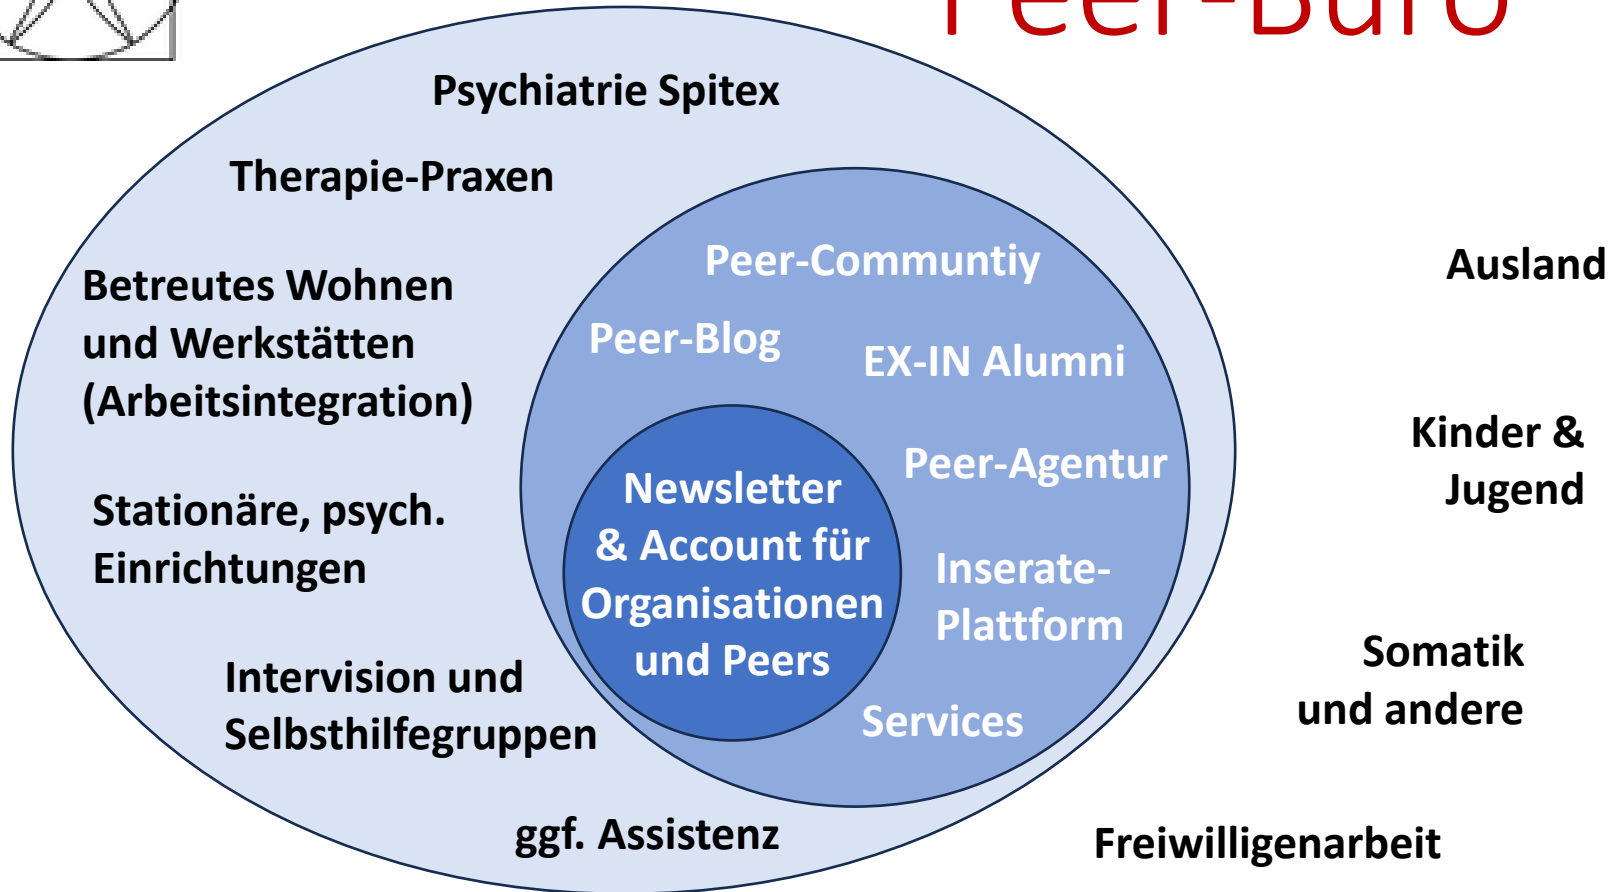 Peer-Büro
Psychiatrie Spitex
Therapie-Praxen
Betreutes Wohnen
und Werkstätten
(Arbeitsintegration)
Stationäre, psych.
Einrichtungen
Intervision und
Selbsthilfegruppen
ggf. Assistenz
Peer-Communtiy
Peer-Blog
EX-IN Alumni
Peer-Agentur
Inserate-
Plattform
Services
Newsletter
& Account für
Organisationen
und Peers
Ausland
Kinder &
Jugend
Somatik
und andere
Freiwilligenarbeit